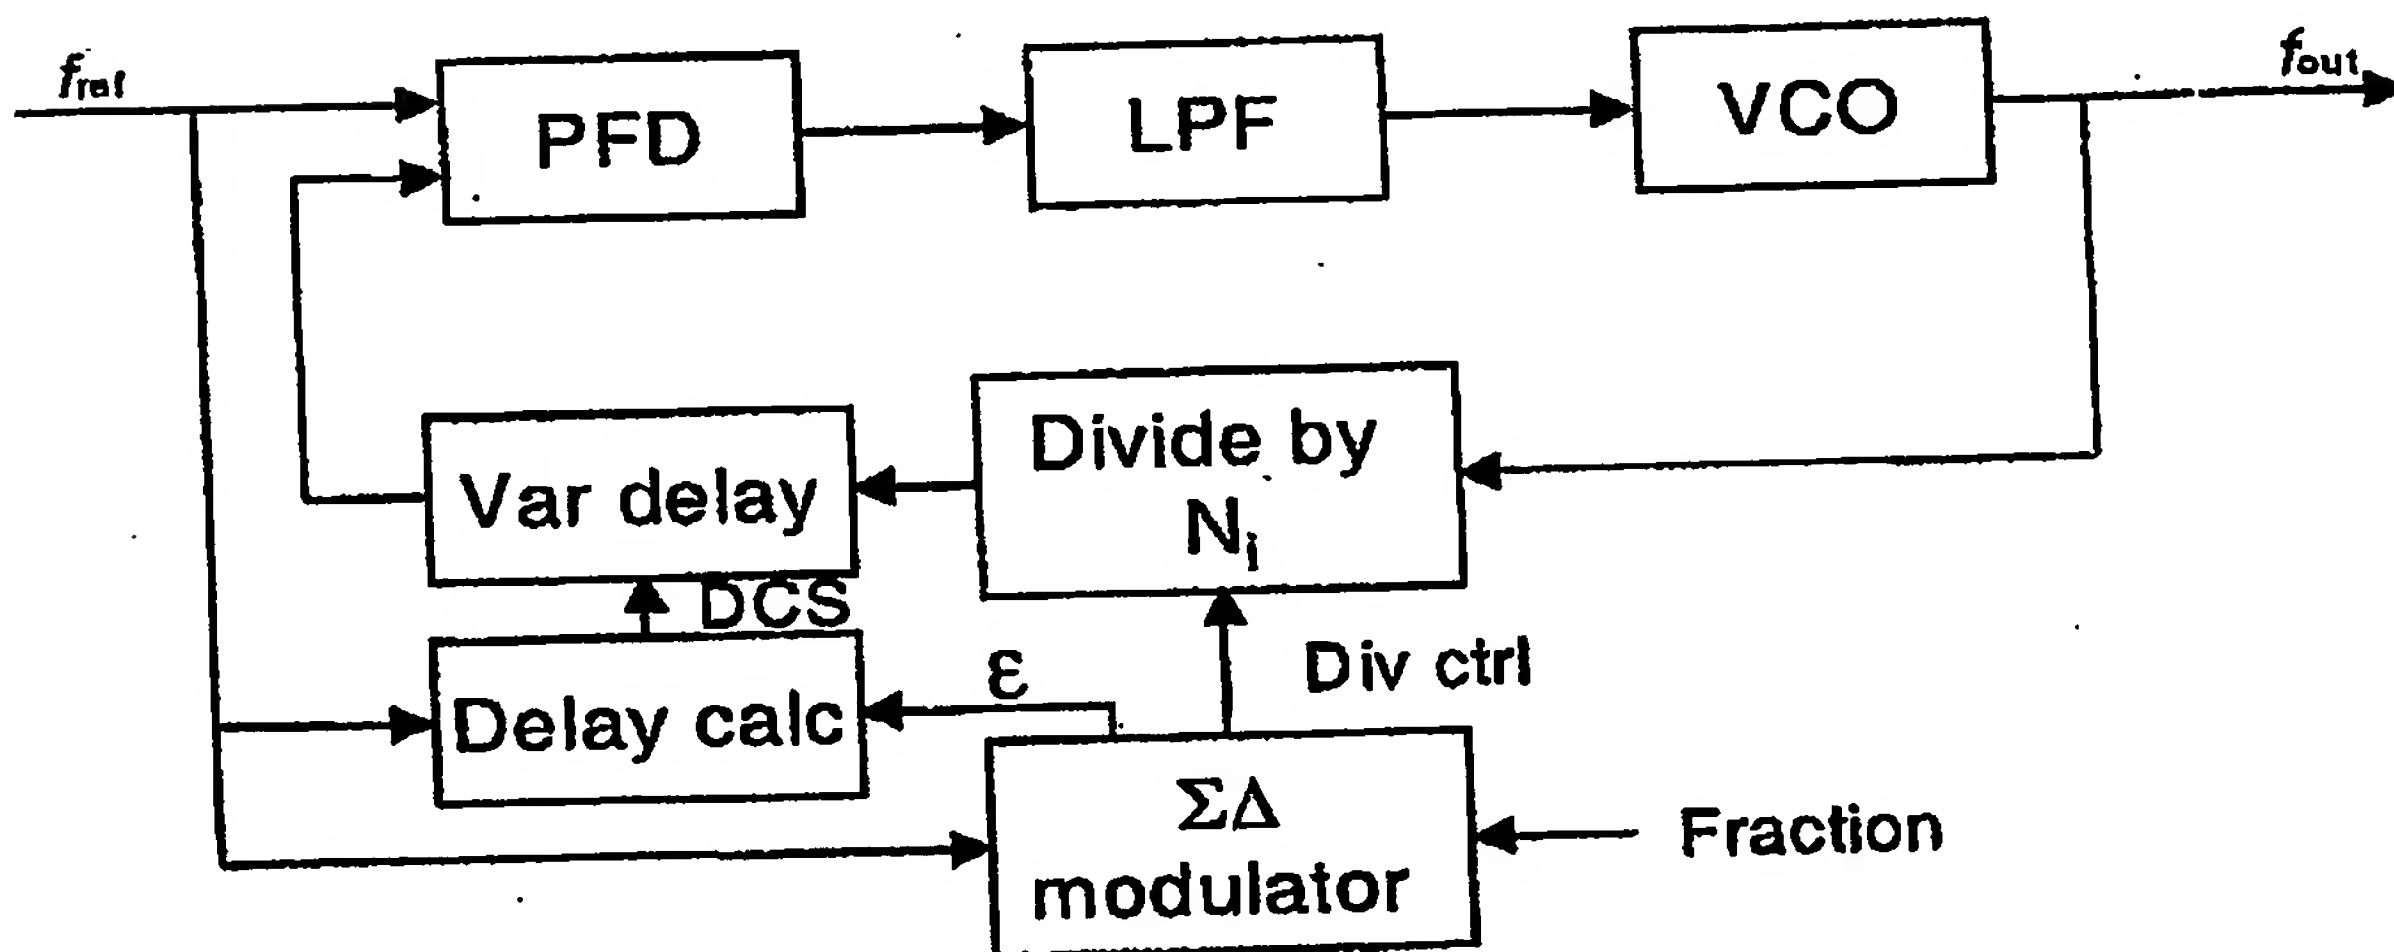 fref
PFD
LPF
VCO
fout
Var delay
Divide by
Ni
DCS
Delay calc
ε
Div ctrl
ΣΔ
modulator
Fraction